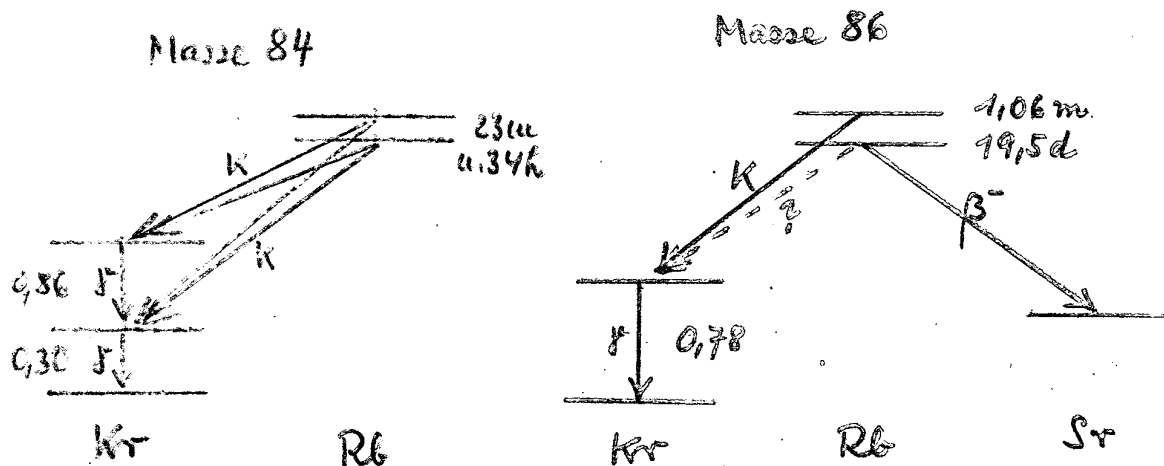 Masse 84
23m
u. 34h
K
K
0,86 γ
0,30 γ
Kr Rb
Masse 86
1,06m
19,5d
K
?
β⁻
γ 0,78
Kr Rb Sr